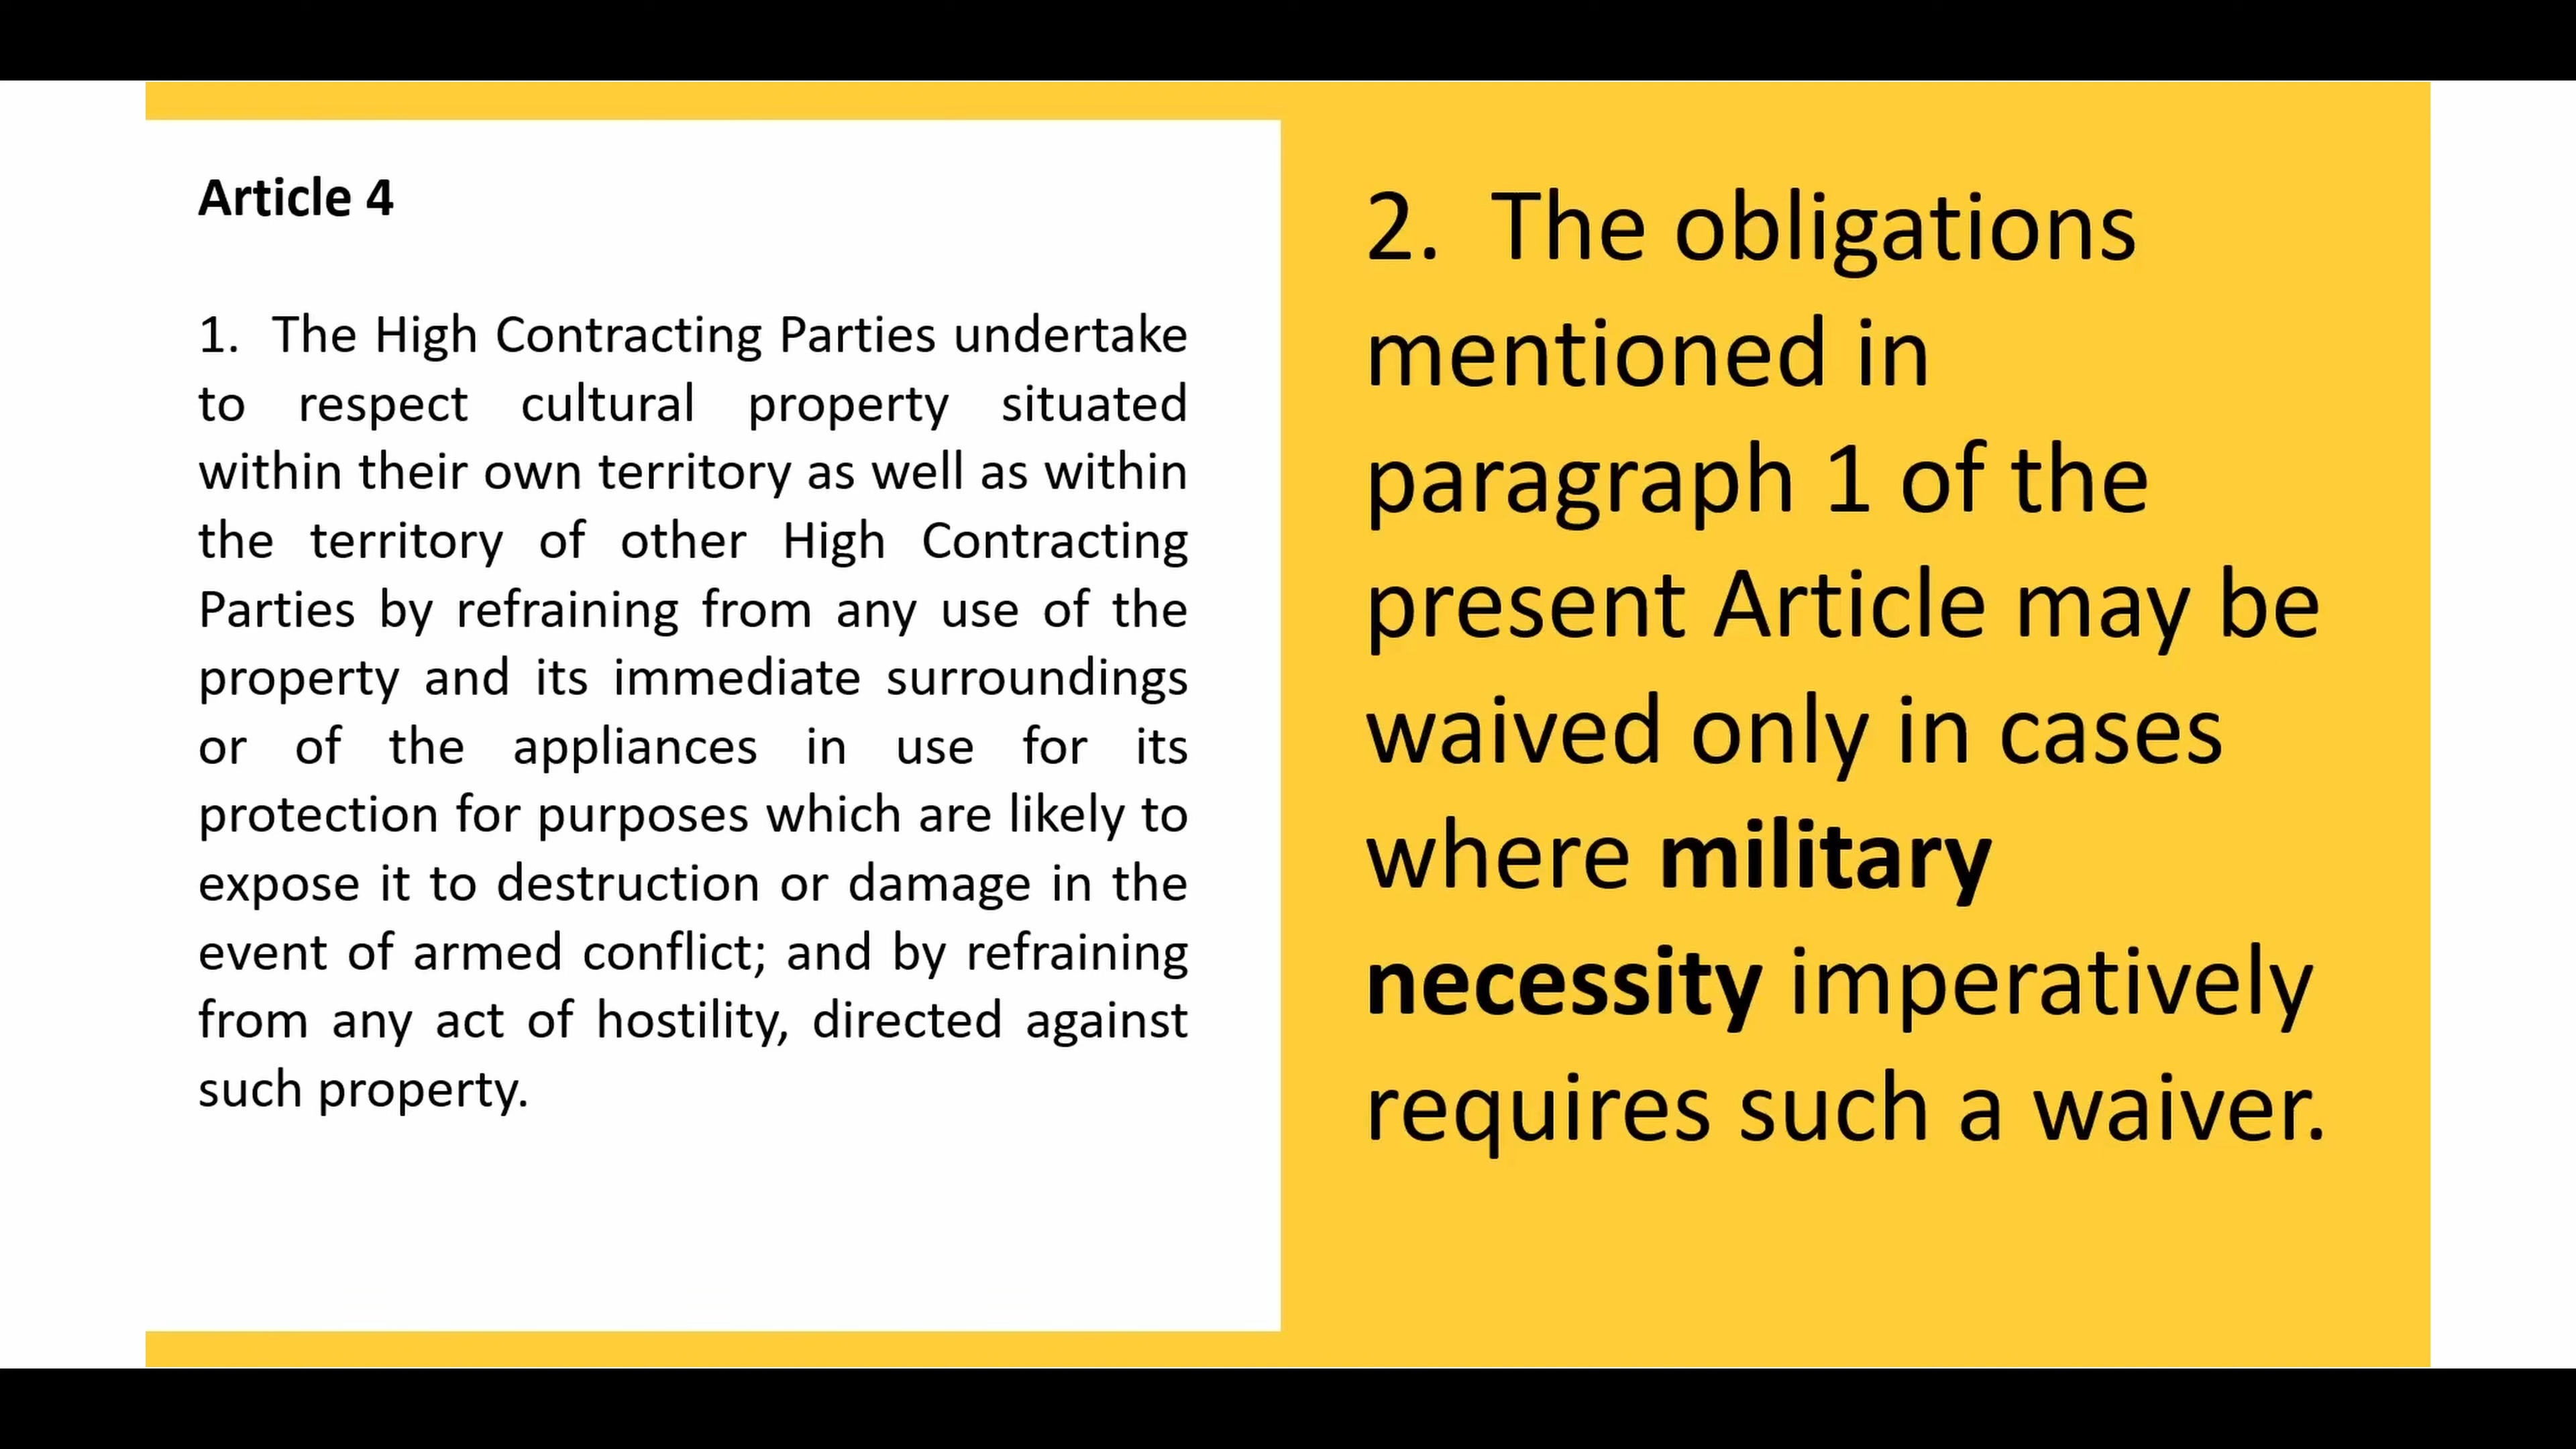 Article 4
1. The High Contracting Parties undertake
to respect cultural property situated
within their own territory as well as within
the territory of other High Contracting
Parties by refraining from any use of the
property and its immediate surroundings
or of the appliances in use for its
protection for purposes which are likely to
expose it to destruction or damage in the
event of armed conflict; and by refraining
from any act of hostility, directed against
such property.
2. The obligations
mentioned in
paragraph 1 of the
present Article may be
waived only in cases
where military
necessity imperatively
requires such a waiver.